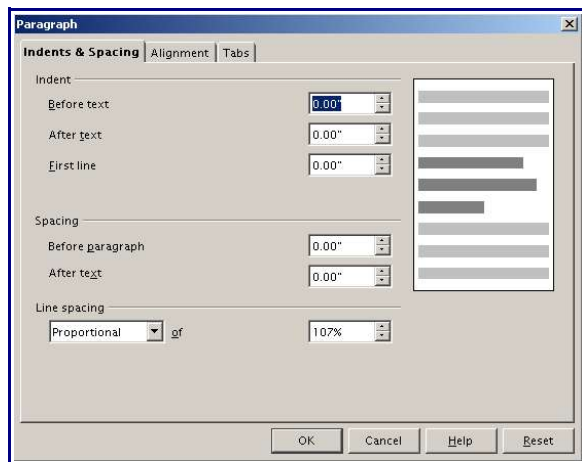 Paragraph
Indents & Spacing Alignment Tabs
Indent
Before text 0.00"
After text 0.00"
First line 0.00"
Spacing
Before paragraph 0.00"
After text 0.00"
Line spacing
Proportional of 107%
OK Cancel Help Reset